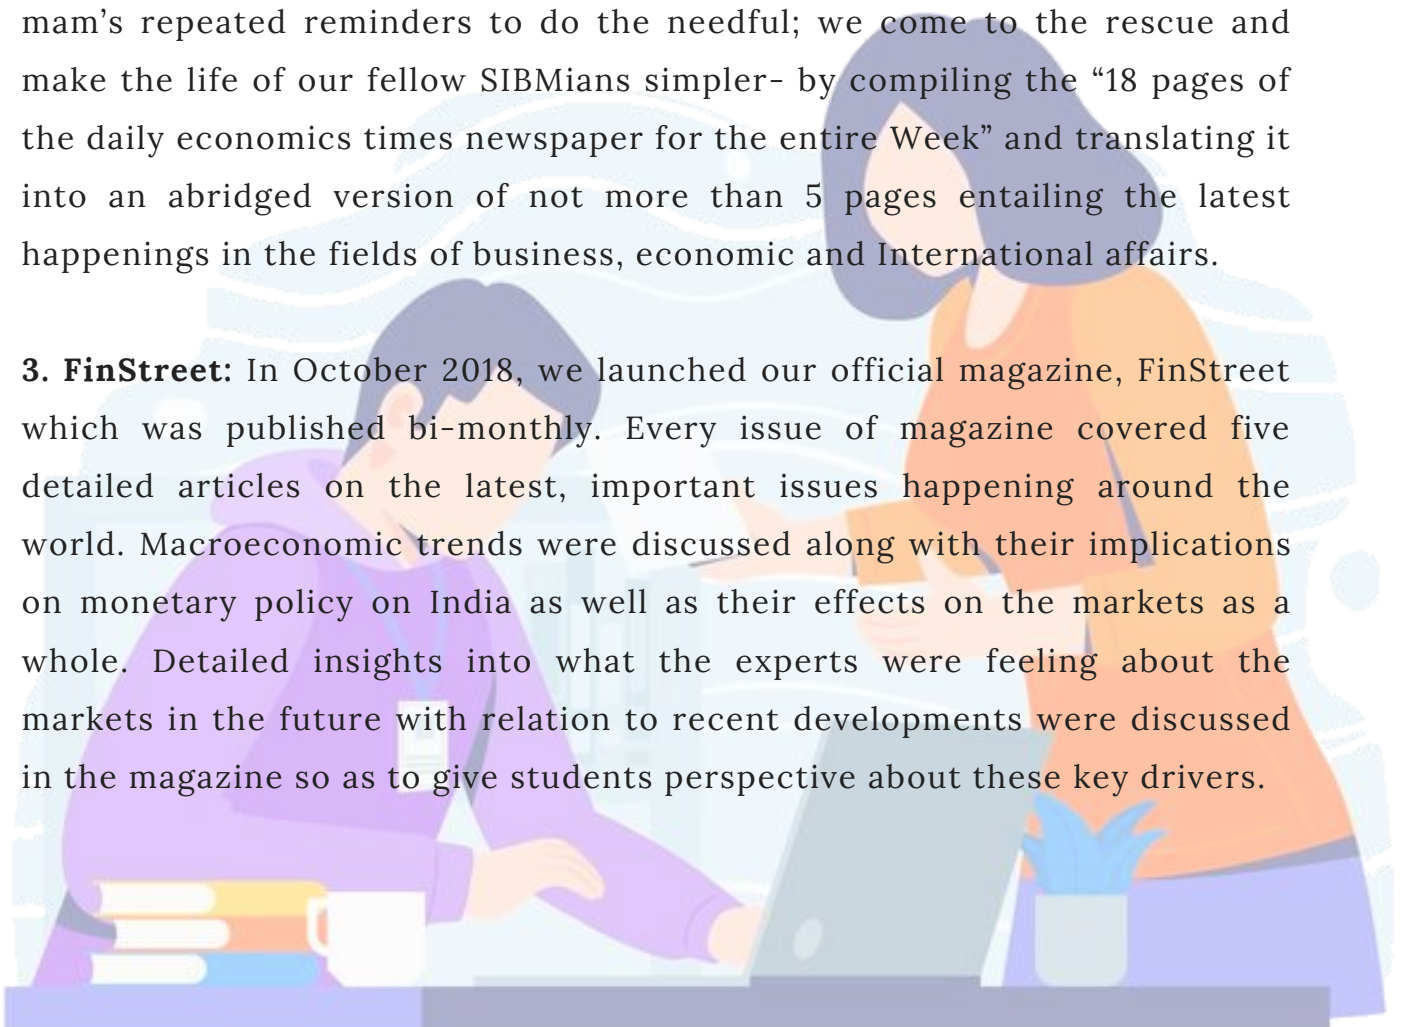 mam’s repeated reminders to do the needful; we come to the rescue and
make the life of our fellow SIBMians simpler- by compiling the “18 pages of
the daily economics times newspaper for the entire Week” and translating it
into an abridged version of not more than 5 pages entailing the latest
happenings in the fields of business, economic and International affairs.
3. FinStreet: In October 2018, we launched our official magazine, FinStreet
which was published bi-monthly. Every issue of magazine covered five
detailed articles on the latest, important issues happening around the
world. Macroeconomic trends were discussed along with their implications
on monetary policy on India as well as their effects on the markets as a
whole. Detailed insights into what the experts were feeling about the
markets in the future with relation to recent developments were discussed
in the magazine so as to give students perspective about these key drivers.